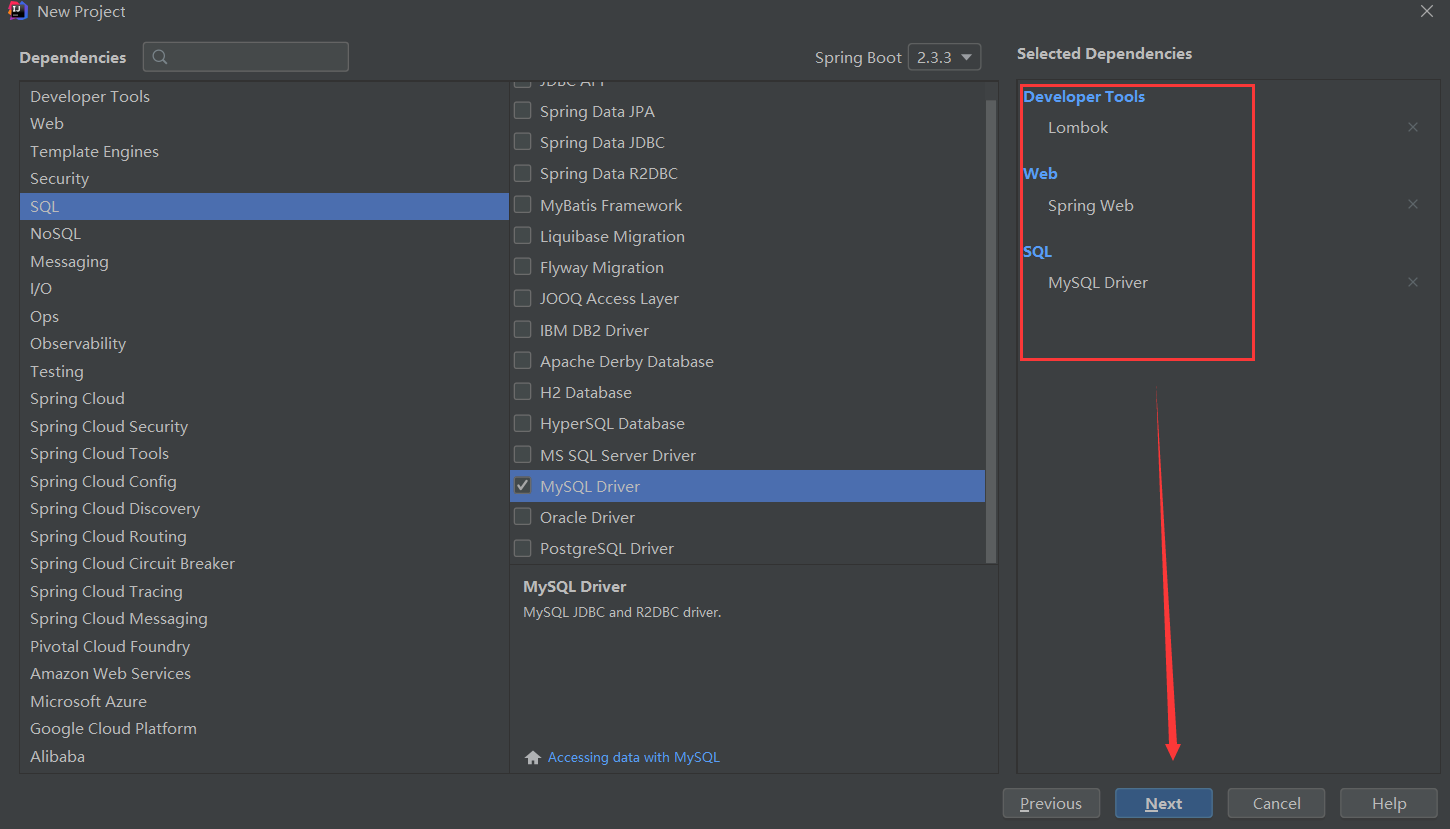 New Project
Dependencies
Spring Boot 2.3.3
Selected Dependencies
Developer Tools
Web
Template Engines
Security
SQL
NoSQL
Messaging
I/O
Ops
Observability
Testing
Spring Cloud
Spring Cloud Security
Spring Cloud Tools
Spring Cloud Config
Spring Cloud Discovery
Spring Cloud Routing
Spring Cloud Circuit Breaker
Spring Cloud Tracing
Spring Cloud Messaging
Pivotal Cloud Foundry
Amazon Web Services
Microsoft Azure
Google Cloud Platform
Alibaba
JDBC API
Spring Data JPA
Spring Data JDBC
Spring Data R2DBC
MyBatis Framework
Liquibase Migration
Flyway Migration
JOOQ Access Layer
IBM DB2 Driver
Apache Derby Database
H2 Database
HyperSQL Database
MS SQL Server Driver
MySQL Driver
Oracle Driver
PostgreSQL Driver
MySQL Driver
MySQL JDBC and R2DBC driver.
Accessing data with MySQL
Developer Tools
Lombok
Web
Spring Web
SQL
MySQL Driver
Previous
Next
Cancel
Help